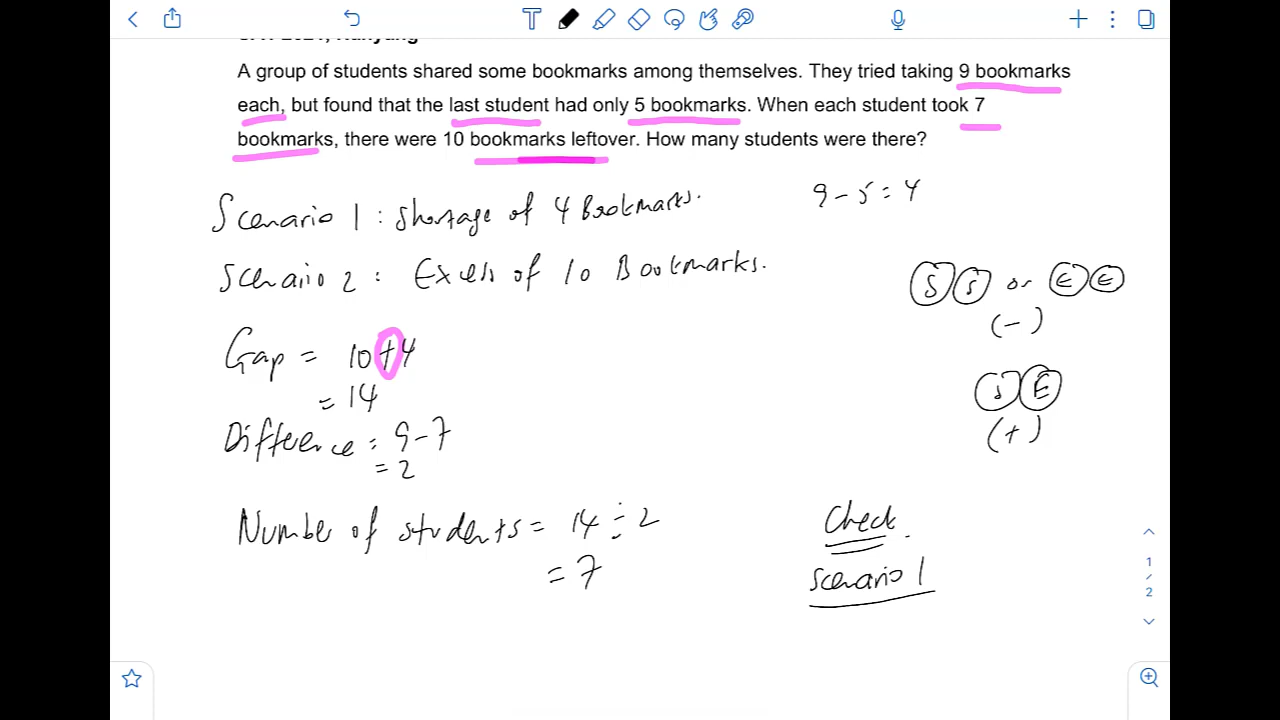 A group of students shared some bookmarks among themselves. They tried taking 9 bookmarks
each, but found that the last student had only 5 bookmarks. When each student took 7
bookmarks, there were 10 bookmarks leftover. How many students were there?
Scenario 1 : Shortage of 4 Bookmarks.
9 - 5 = 4
Scenario 2 : Excess of 10 Bookmarks.
S S or E E
(-)
Gap = 10+4
= 14
S E
(+)
Difference = 9-7
= 2
Number of students = 14 ÷ 2
= 7
Check
Scenario 1
1
/
2